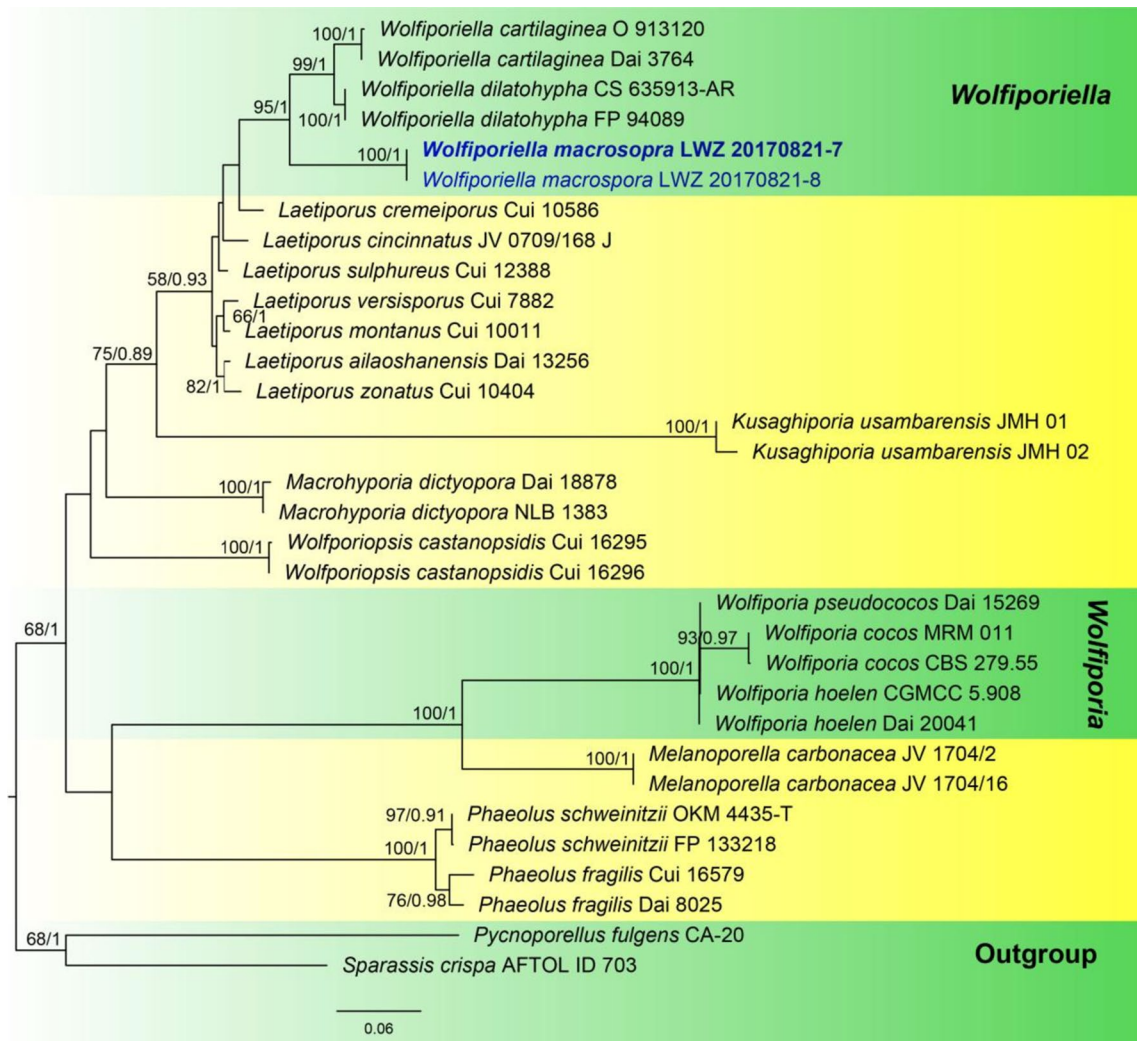 100/1
Wolfiporiella cartilaginea O 913120
Wolfiporiella cartilaginea Dai 3764
99/1
Wolfiporiella dilatohypha CS 635913-AR
Wolfiporiella
95/1
100/1
Wolfiporiella dilatohypha FP 94089
100/1
Wolfiporiella macrosopra LWZ 20170821-7
Wolfiporiella macrospora LWZ 20170821-8
Laetiporus cremeiporus Cui 10586
Laetiporus cincinnatus JV 0709/168 J
Laetiporus sulphureus Cui 12388
58/0.93
Laetiporus versisporus Cui 7882
66/1
Laetiporus montanus Cui 10011
75/0.89
Laetiporus ailaoshanensis Dai 13256
82/1
Laetiporus zonatus Cui 10404
100/1
Kusaghiporia usambarensis JMH 01
Kusaghiporia usambarensis JMH 02
100/1
Macrohyporia dictyopora Dai 18878
Macrohyporia dictyopora NLB 1383
100/1
Wolfporiopsis castanopsidis Cui 16295
Wolfporiopsis castanopsidis Cui 16296
Wolfiporia pseudococos Dai 15269
68/1
93/0.97
Wolfiporia cocos MRM 011
Wolfiporia cocos CBS 279.55
Wolfiporia
100/1
Wolfiporia hoelen CGMCC 5.908
100/1
Wolfiporia hoelen Dai 20041
100/1
Melanoporella carbonacea JV 1704/2
Melanoporella carbonacea JV 1704/16
97/0.91
Phaeolus schweinitzii OKM 4435-T
100/1
Phaeolus schweinitzii FP 133218
Phaeolus fragilis Cui 16579
76/0.98
Phaeolus fragilis Dai 8025
68/1
Pycnoporellus fulgens CA-20
Outgroup
Sparassis crispa AFTOL ID 703
0.06